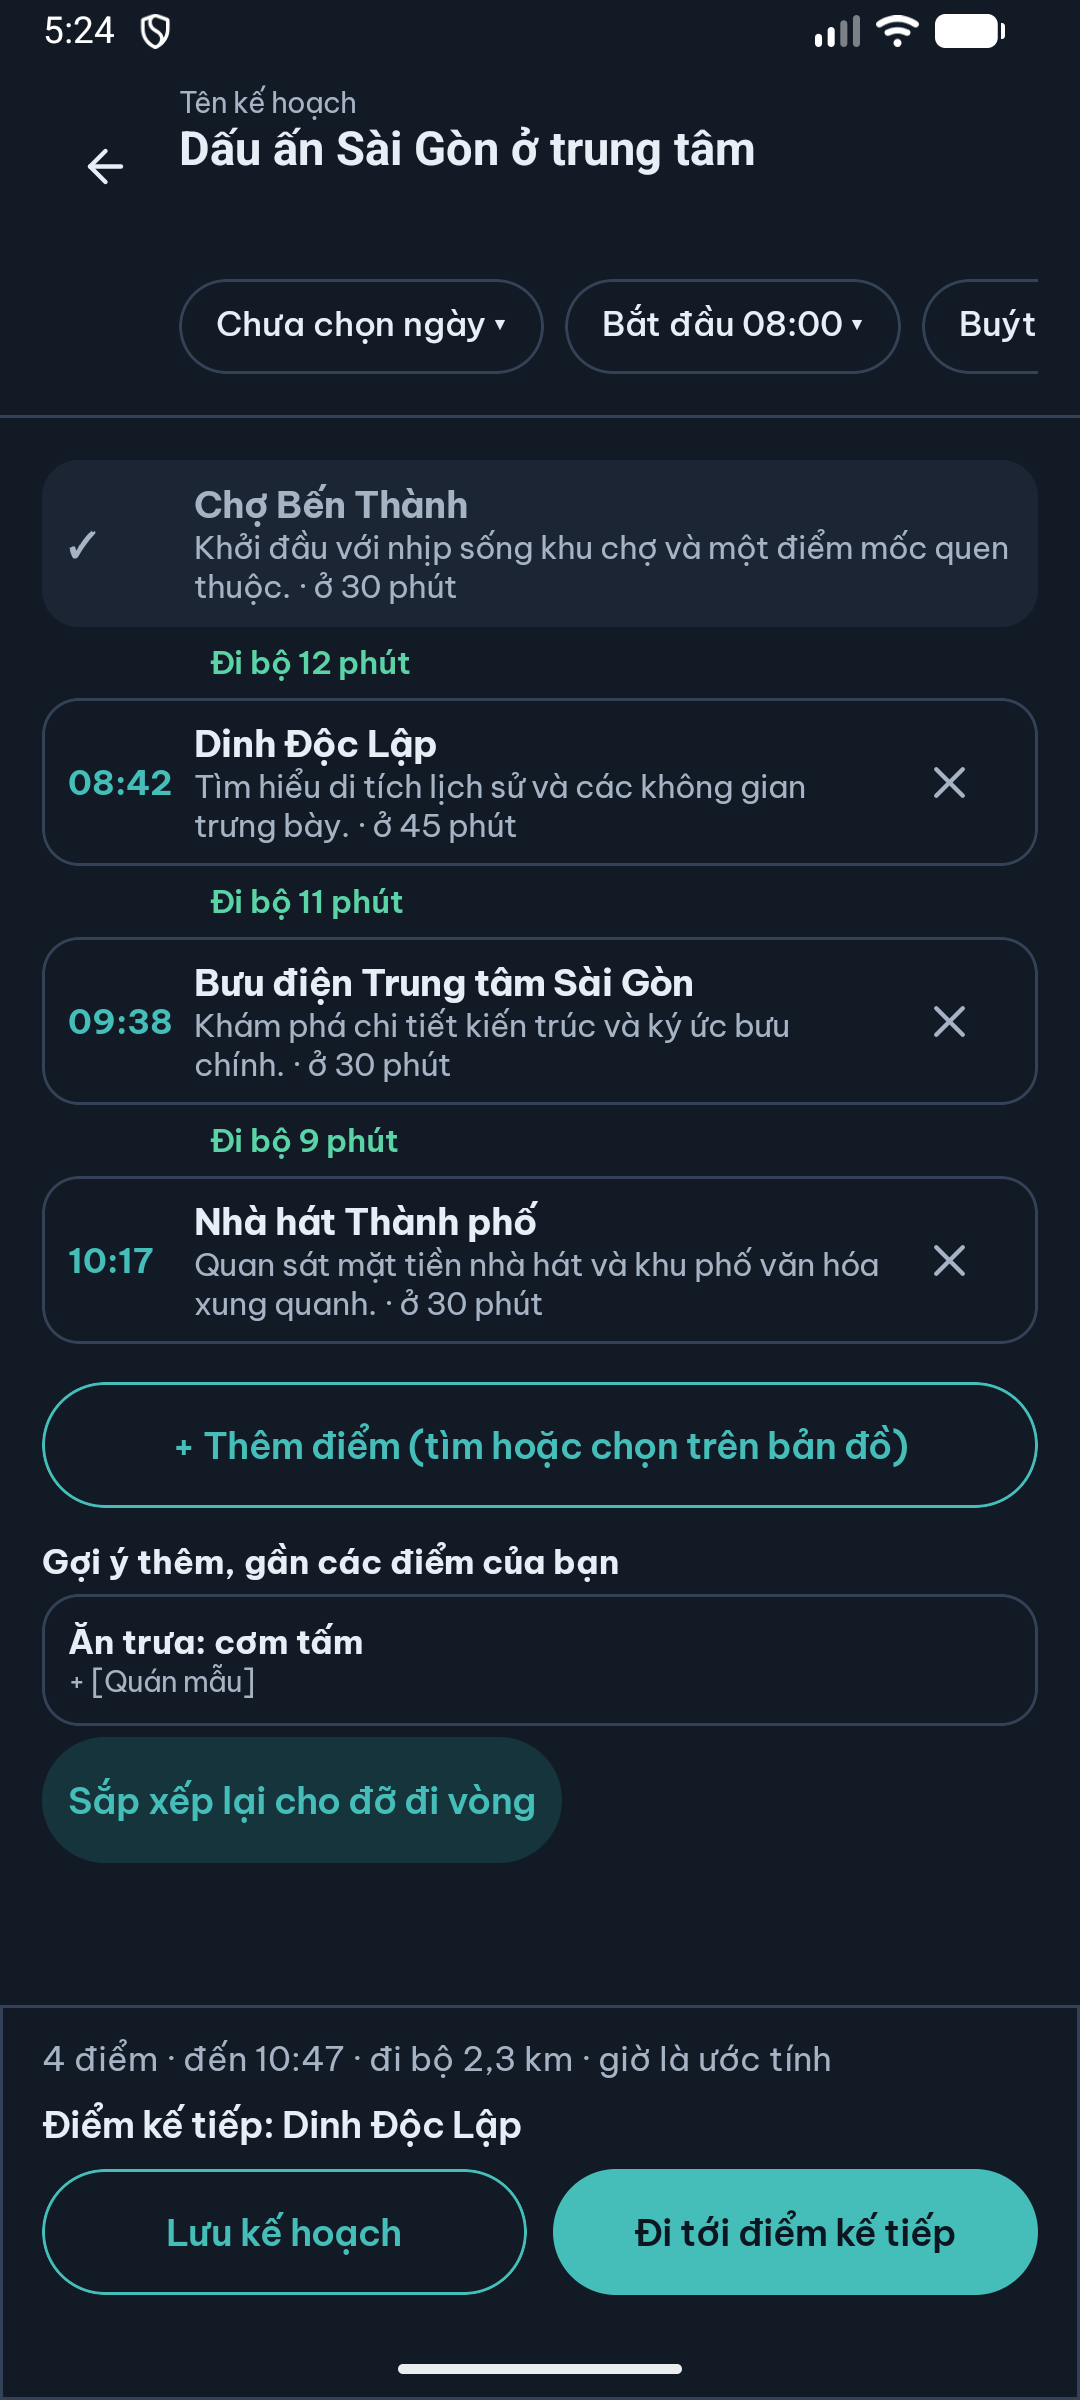 5:24
Tên kế hoạch
Dấu ấn Sài Gòn ở trung tâm
Chưa chọn ngày ▾
Bắt đầu 08:00 ▾
Buýt
✓
Chợ Bến Thành
Khởi đầu với nhịp sống khu chợ và một điểm mốc quen
thuộc. · ở 30 phút
Đi bộ 12 phút
08:42
Dinh Độc Lập
Tìm hiểu di tích lịch sử và các không gian
trưng bày. · ở 45 phút
Đi bộ 11 phút
09:38
Bưu điện Trung tâm Sài Gòn
Khám phá chi tiết kiến trúc và ký ức bưu
chính. · ở 30 phút
Đi bộ 9 phút
10:17
Nhà hát Thành phố
Quan sát mặt tiền nhà hát và khu phố văn hóa
xung quanh. · ở 30 phút
+ Thêm điểm (tìm hoặc chọn trên bản đồ)
Gợi ý thêm, gần các điểm của bạn
Ăn trưa: cơm tấm
+ [Quán mẫu]
Sắp xếp lại cho đỡ đi vòng
4 điểm · đến 10:47 · đi bộ 2,3 km · giờ là ước tính
Điểm kế tiếp: Dinh Độc Lập
Lưu kế hoạch
Đi tới điểm kế tiếp